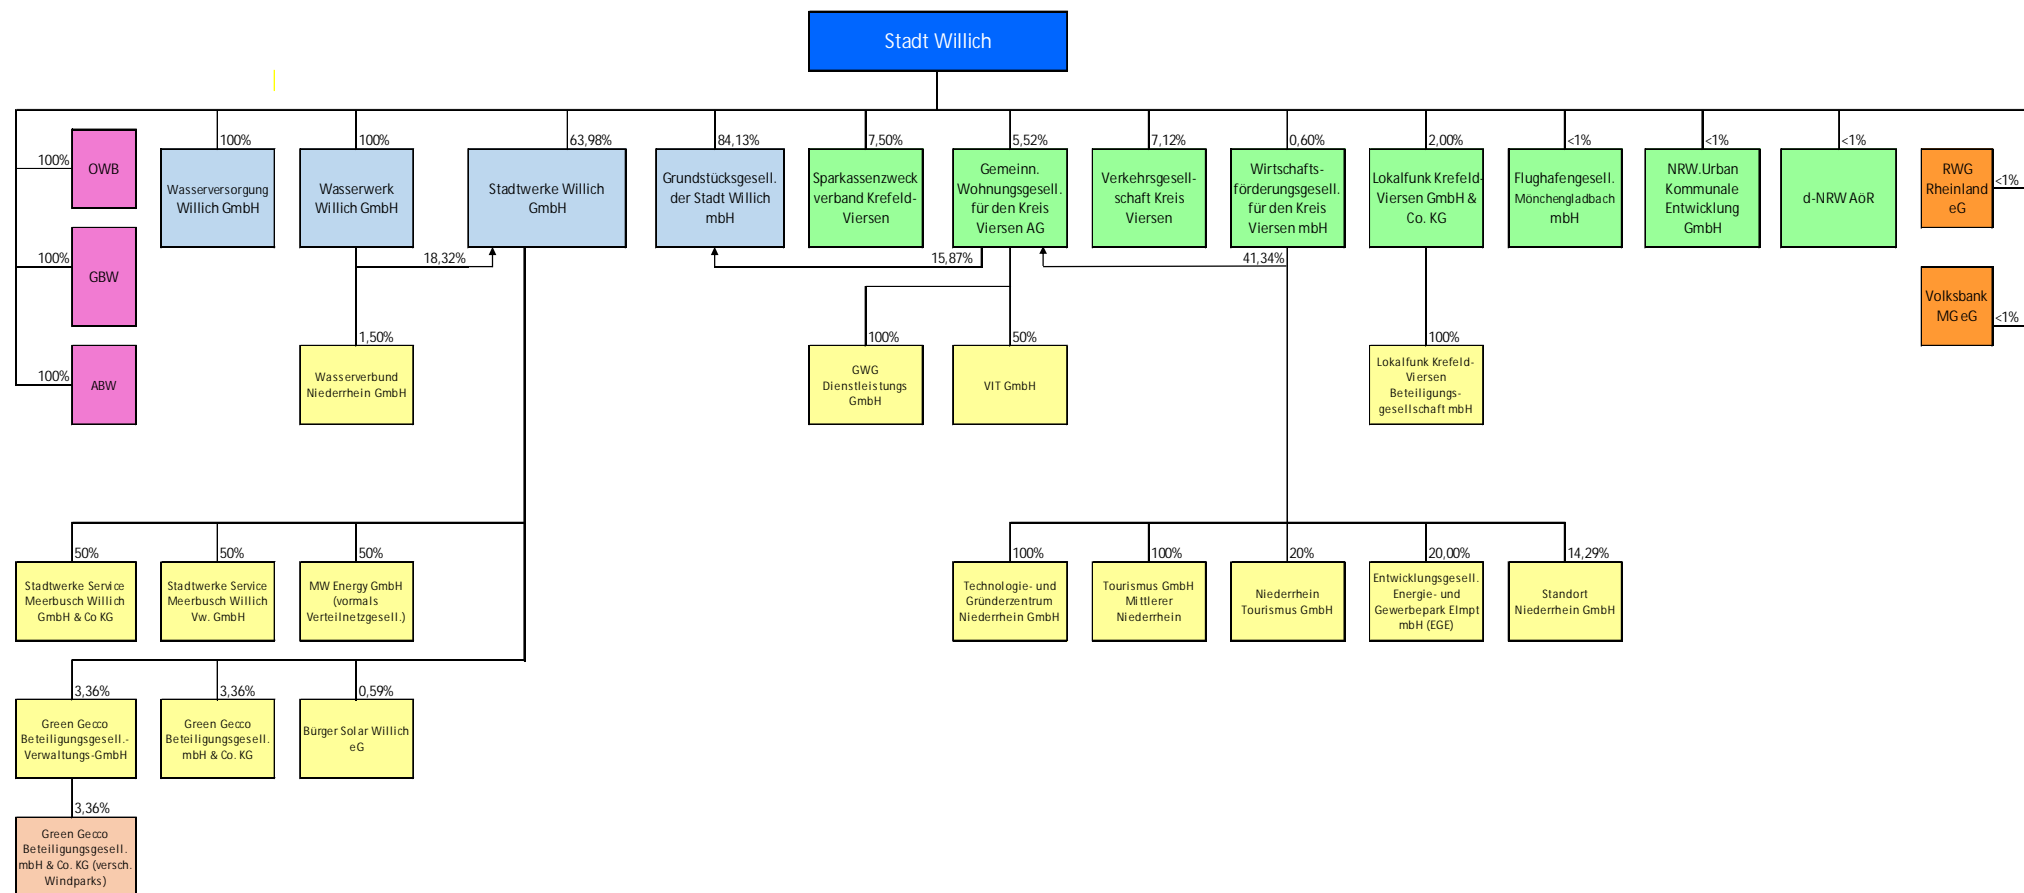 Stadt Willich
100%
OWB
100%
GBW
100%
ABW
100%
Wasserversorgung
Willich GmbH
100%
Wasserwerk
Willich GmbH
63,98%
Stadtwerke Willich
GmbH
84,13%
Grundstücksgesell.
der Stadt Willich
mbH
7,50%
Sparkassenzweck
verband Krefeld-
Viersen
5,52%
Gemeinn.
Wohnungsgesell.
für den Kreis
Viersen AG
7,12%
Verkehrsgesell-
schaft Kreis
Viersen
0,60%
Wirtschafts-
förderungsgesell.
für den Kreis
Viersen mbH
2,00%
Lokalfunk Krefeld-
Viersen GmbH &
Co. KG
<1%
Flughafengesell.
Mönchengladbach
mbH
<1%
NRW.Urban
Kommunale
Entwicklung
GmbH
<1%
d-NRW AöR
RWG
Rheinland
eG
<1%
Volksbank
MG eG
<1%
18,32%
15,87%
41,34%
1,50%
Wasserverbund
Niederrhein GmbH
100%
GWG
Dienstleistungs
GmbH
50%
VIT GmbH
100%
Lokalfunk Krefeld-
Viersen
Beteiligungs-
gesellschaft mbH
50%
Stadtwerke Service
Meerbusch Willich
GmbH & Co KG
50%
Stadtwerke Service
Meerbusch Willich
Vw. GmbH
50%
MW Energy GmbH
(vormals
Verteilnetzgesell.)
100%
Technologie- und
Gründerzentrum
Niederrhein GmbH
100%
Tourismus GmbH
Mittlerer
Niederrhein
20%
Niederrhein
Tourismus GmbH
20,00%
Entwicklungsgesell.
Energie- und
Gewerbepark Elmpt
mbH (EGE)
14,29%
Standort
Niederrhein GmbH
3,36%
Green Gecco
Beteiligungsgesell.-
Verwaltungs-GmbH
3,36%
Green Gecco
Beteiligungsgesell.
mbH & Co. KG
0,59%
Bürger Solar Willich
eG
3,36%
Green Gecco
Beteiligungsgesell.
mbH & Co. KG (versch.
Windparks)